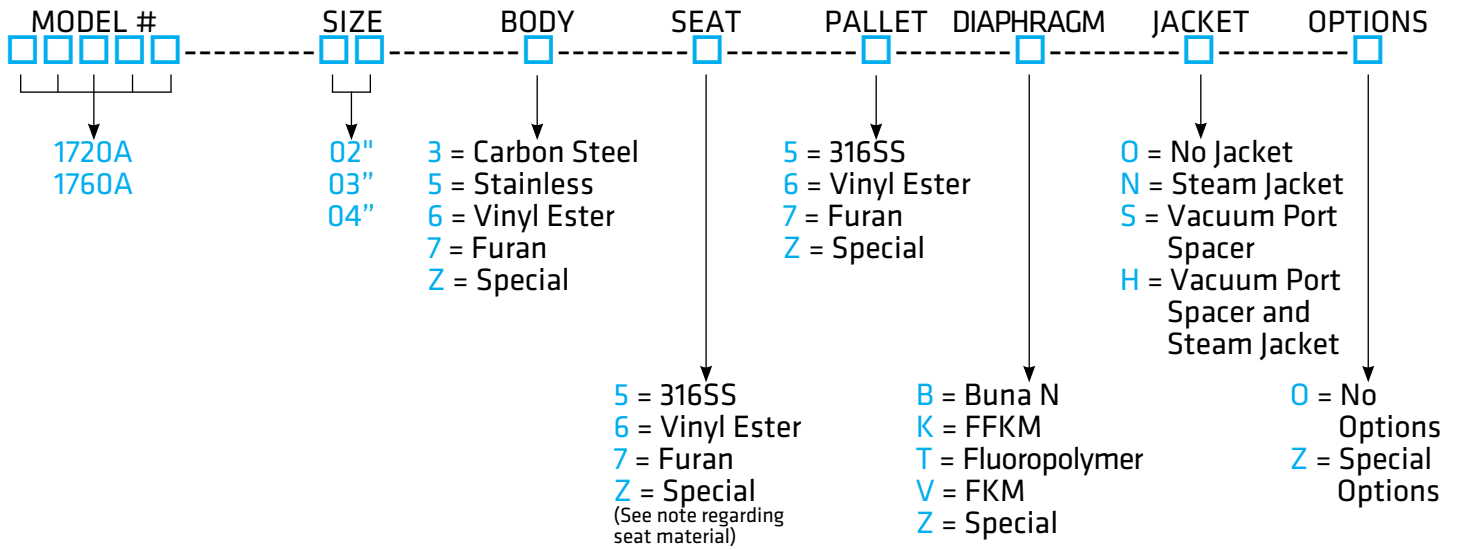 MODEL # SIZE BODY SEAT PALLET DIAPHRAGM JACKET OPTIONS
1720A
1760A
02"
03”
04”
3 = Carbon Steel
5 = Stainless
6 = Vinyl Ester
7 = Furan
Z = Special
5 = 316SS
6 = Vinyl Ester
7 = Furan
Z = Special
(See note regarding
seat material)
5 = 316SS
6 = Vinyl Ester
7 = Furan
Z = Special
B = Buna N
K = FFKM
T = Fluoropolymer
V = FKM
Z = Special
0 = No Jacket
N = Steam Jacket
S = Vacuum Port
Spacer
H = Vacuum Port
Spacer and
Steam Jacket
0 = No
Options
Z = Special
Options